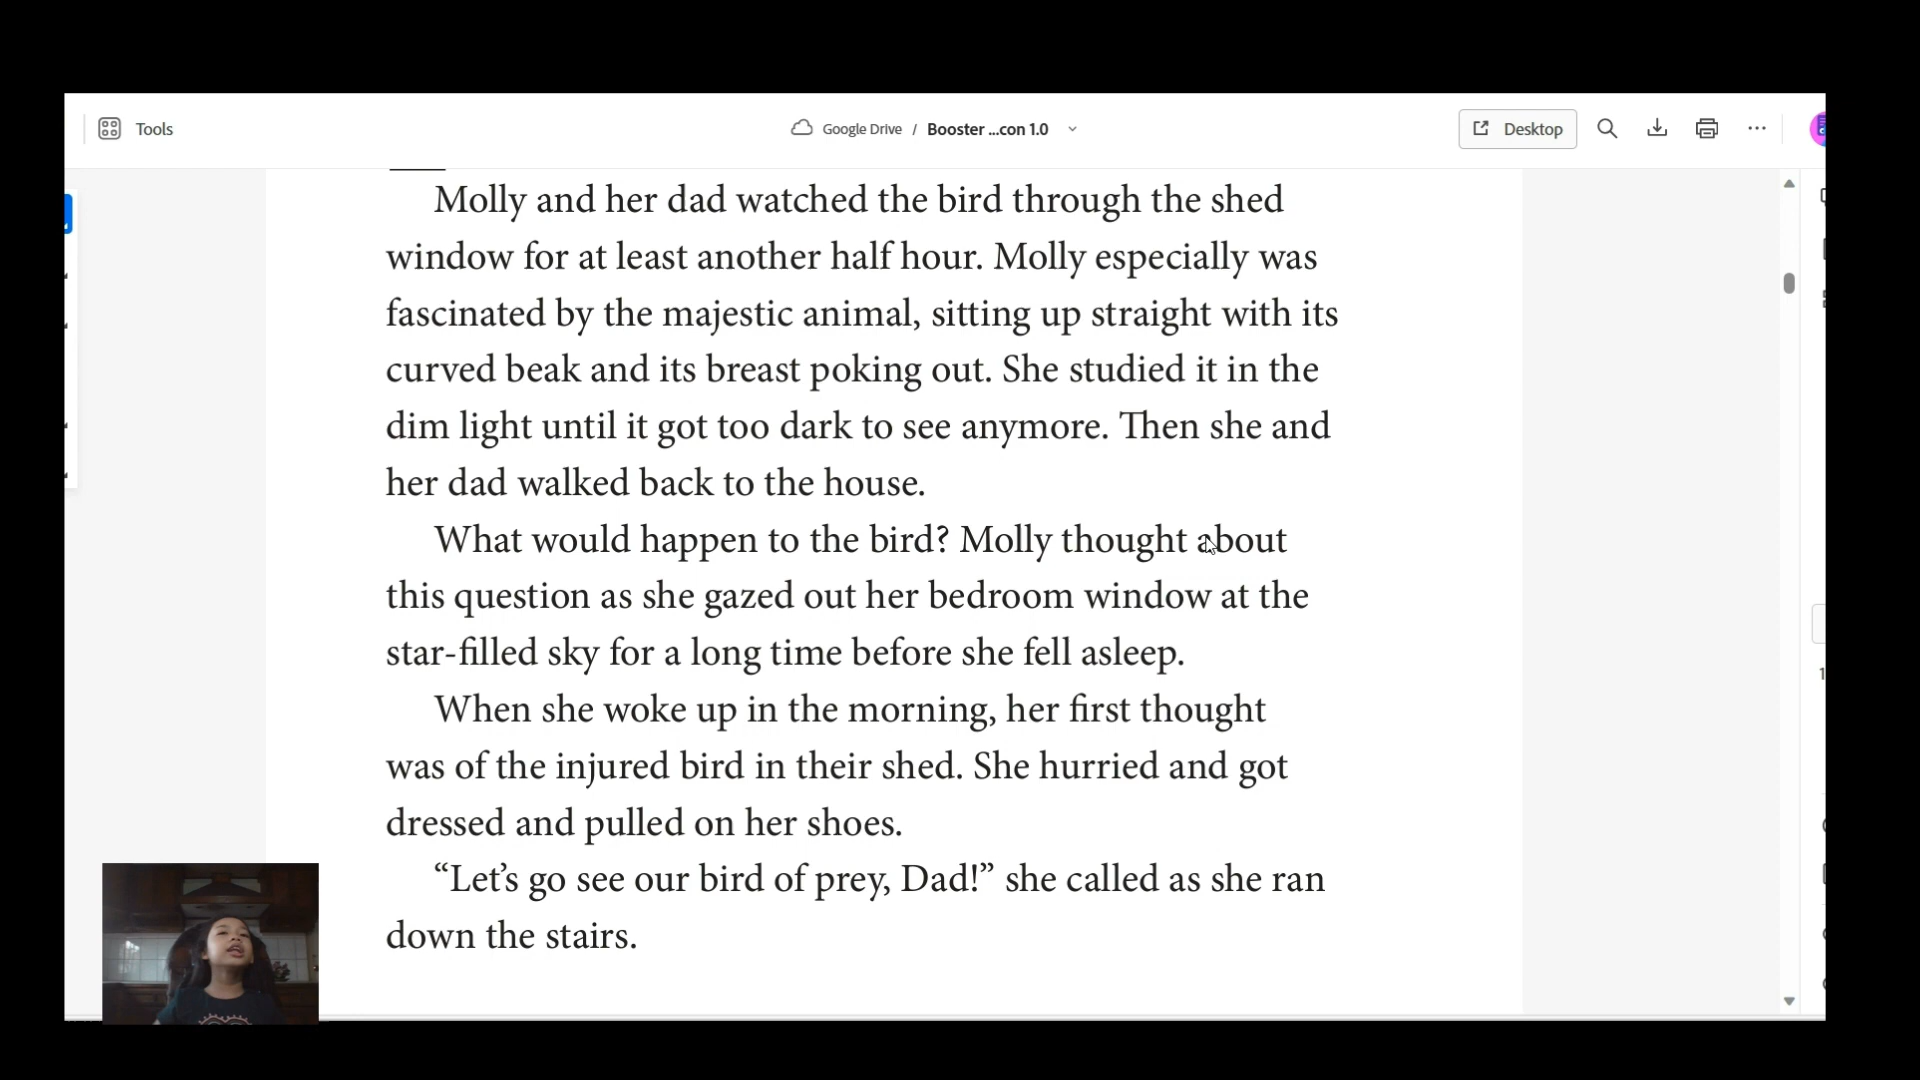 Tools
Google Drive / Booster ...con 1.0
Desktop
Molly and her dad watched the bird through the shed
window for at least another half hour. Molly especially was
fascinated by the majestic animal, sitting up straight with its
curved beak and its breast poking out. She studied it in the
dim light until it got too dark to see anymore. Then she and
her dad walked back to the house.
What would happen to the bird? Molly thought about
this question as she gazed out her bedroom window at the
star-filled sky for a long time before she fell asleep.
When she woke up in the morning, her first thought
was of the injured bird in their shed. She hurried and got
dressed and pulled on her shoes.
“Let’s go see our bird of prey, Dad!” she called as she ran
down the stairs.